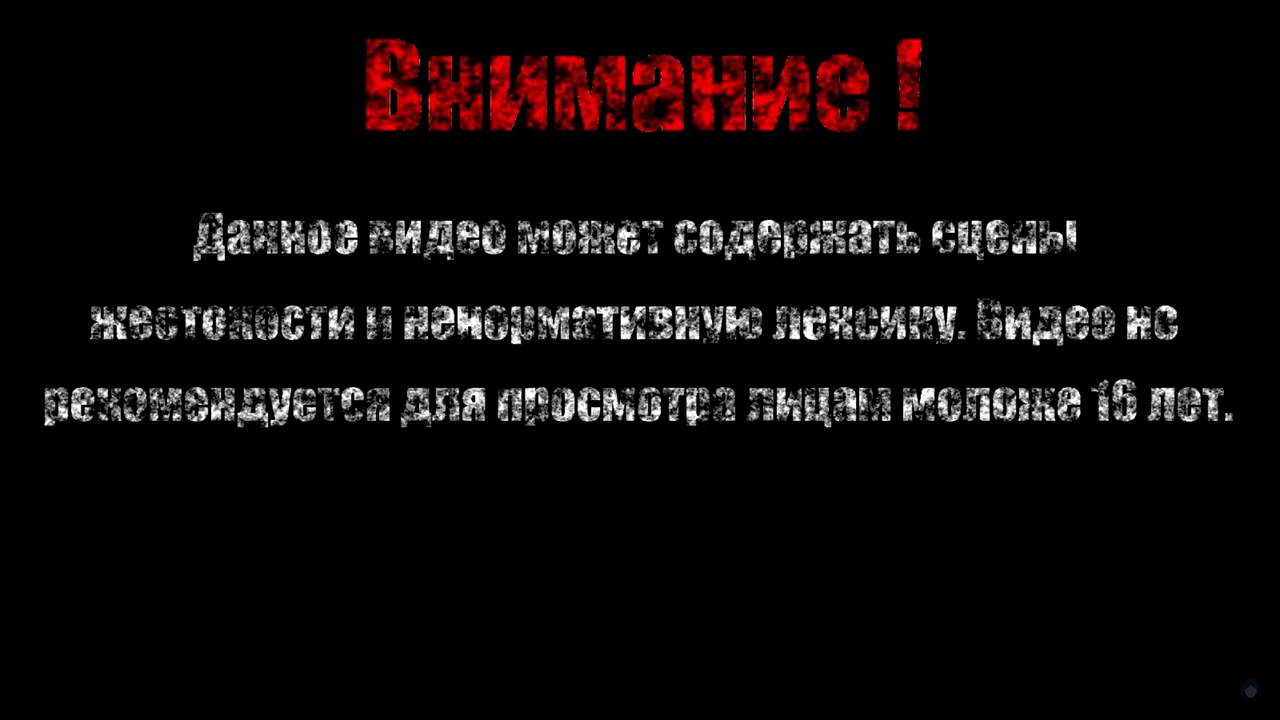 Внимание !
Данное видео может содержать сцены
жестокости и ненормативную лексику. Видео не
рекомендуется для просмотра лицам моложе 16 лет.